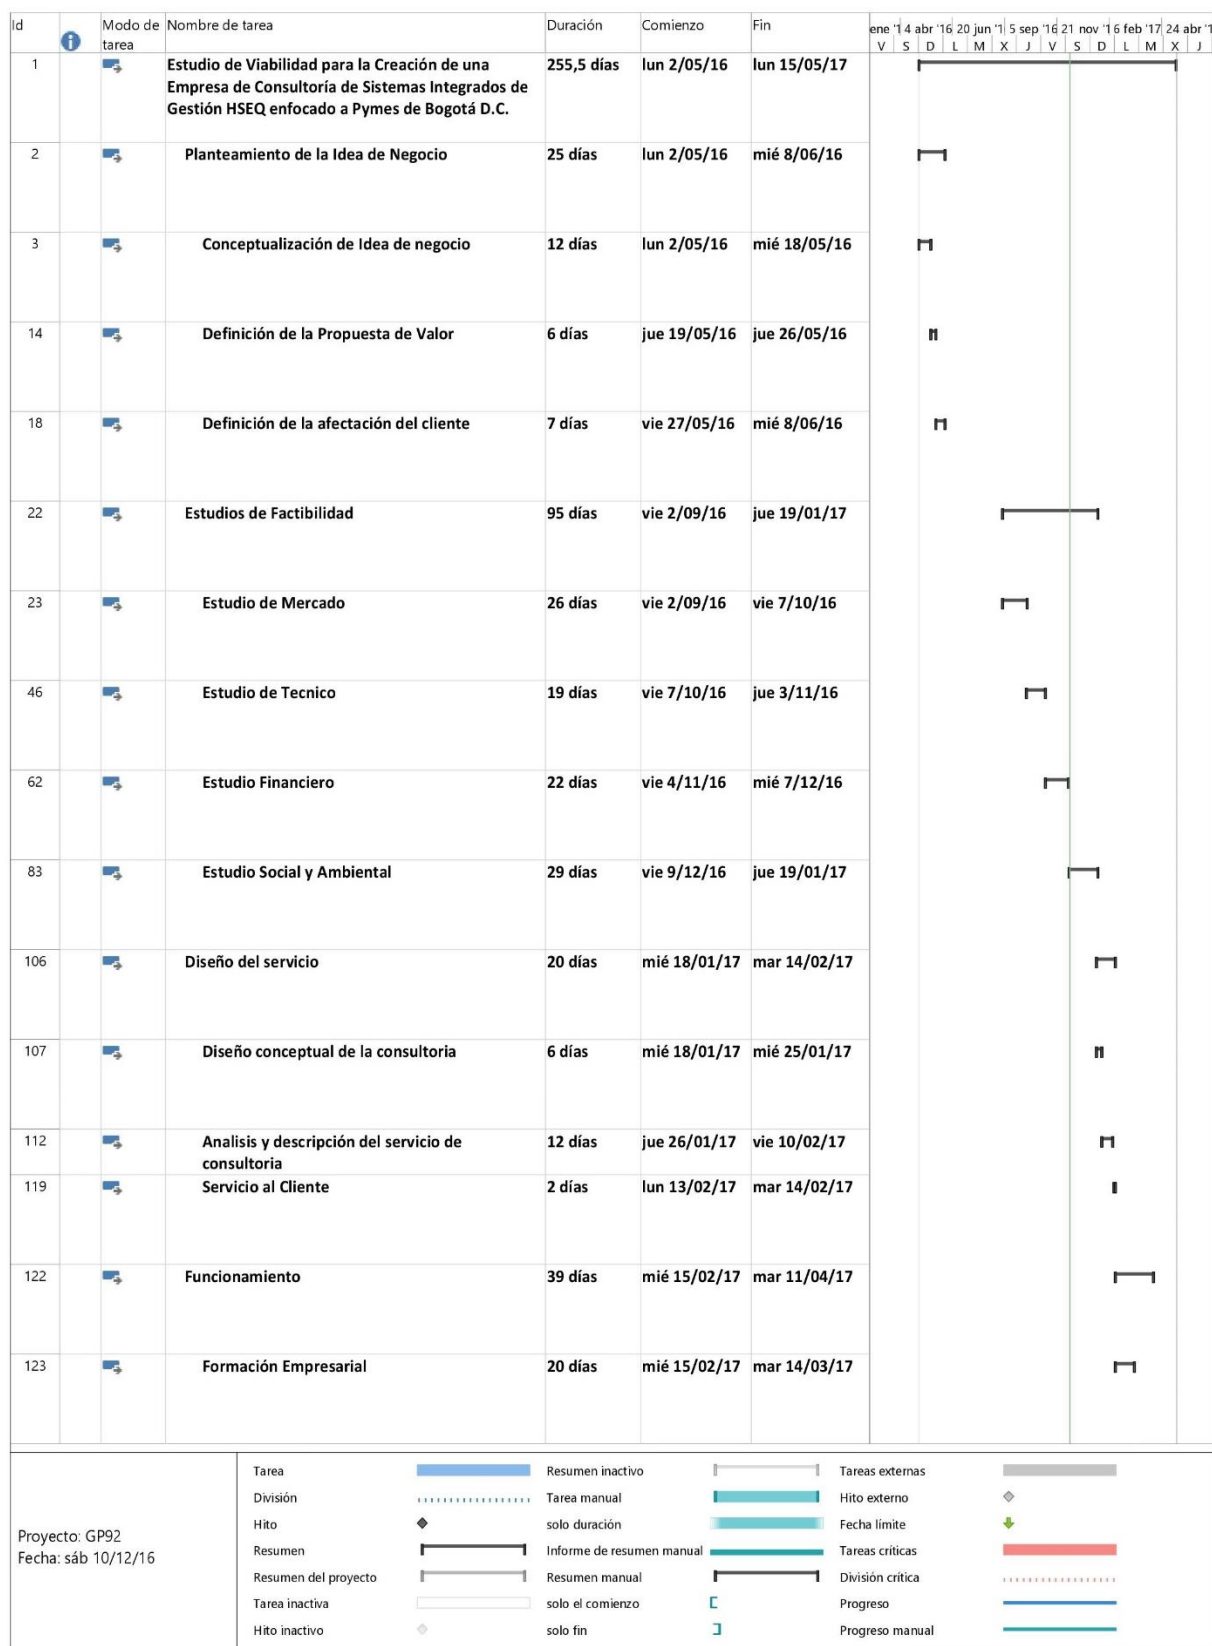 Id Modo de tarea Nombre de tarea Duración Comienzo Fin
ene '1 4 abr '16 20 jun '1 5 sep '16 21 nov '1 6 feb '17 24 abr '1
V S D L M X J V S D L M X J
1 Estudio de Viabilidad para la Creación de una 255,5 días lun 2/05/16 lun 15/05/17
Empresa de Consultoría de Sistemas Integrados de
Gestión HSEQ enfocado a Pymes de Bogotá D.C.
2 Planteamiento de la Idea de Negocio 25 días lun 2/05/16 mié 8/06/16
3 Conceptualización de Idea de negocio 12 días lun 2/05/16 mié 18/05/16
14 Definición de la Propuesta de Valor 6 días jue 19/05/16 jue 26/05/16
18 Definición de la afectación del cliente 7 días vie 27/05/16 mié 8/06/16
22 Estudios de Factibilidad 95 días vie 2/09/16 jue 19/01/17
23 Estudio de Mercado 26 días vie 2/09/16 vie 7/10/16
46 Estudio de Tecnico 19 días vie 7/10/16 jue 3/11/16
62 Estudio Financiero 22 días vie 4/11/16 mié 7/12/16
83 Estudio Social y Ambiental 29 días vie 9/12/16 jue 19/01/17
106 Diseño del servicio 20 días mié 18/01/17 mar 14/02/17
107 Diseño conceptual de la consultoria 6 días mié 18/01/17 mié 25/01/17
112 Analisis y descripción del servicio de 12 días jue 26/01/17 vie 10/02/17
consultoria
119 Servicio al Cliente 2 días lun 13/02/17 mar 14/02/17
122 Funcionamiento 39 días mié 15/02/17 mar 11/04/17
123 Formación Empresarial 20 días mié 15/02/17 mar 14/03/17
Proyecto: GP92
Fecha: sáb 10/12/16
Tarea Resumen inactivo Tareas externas
División Tarea manual Hito externo
Hito solo duración Fecha límite
Resumen Informe de resumen manual Tareas críticas
Resumen del proyecto Resumen manual División crítica
Tarea inactiva solo el comienzo Progreso
Hito inactivo solo fin Progreso manual